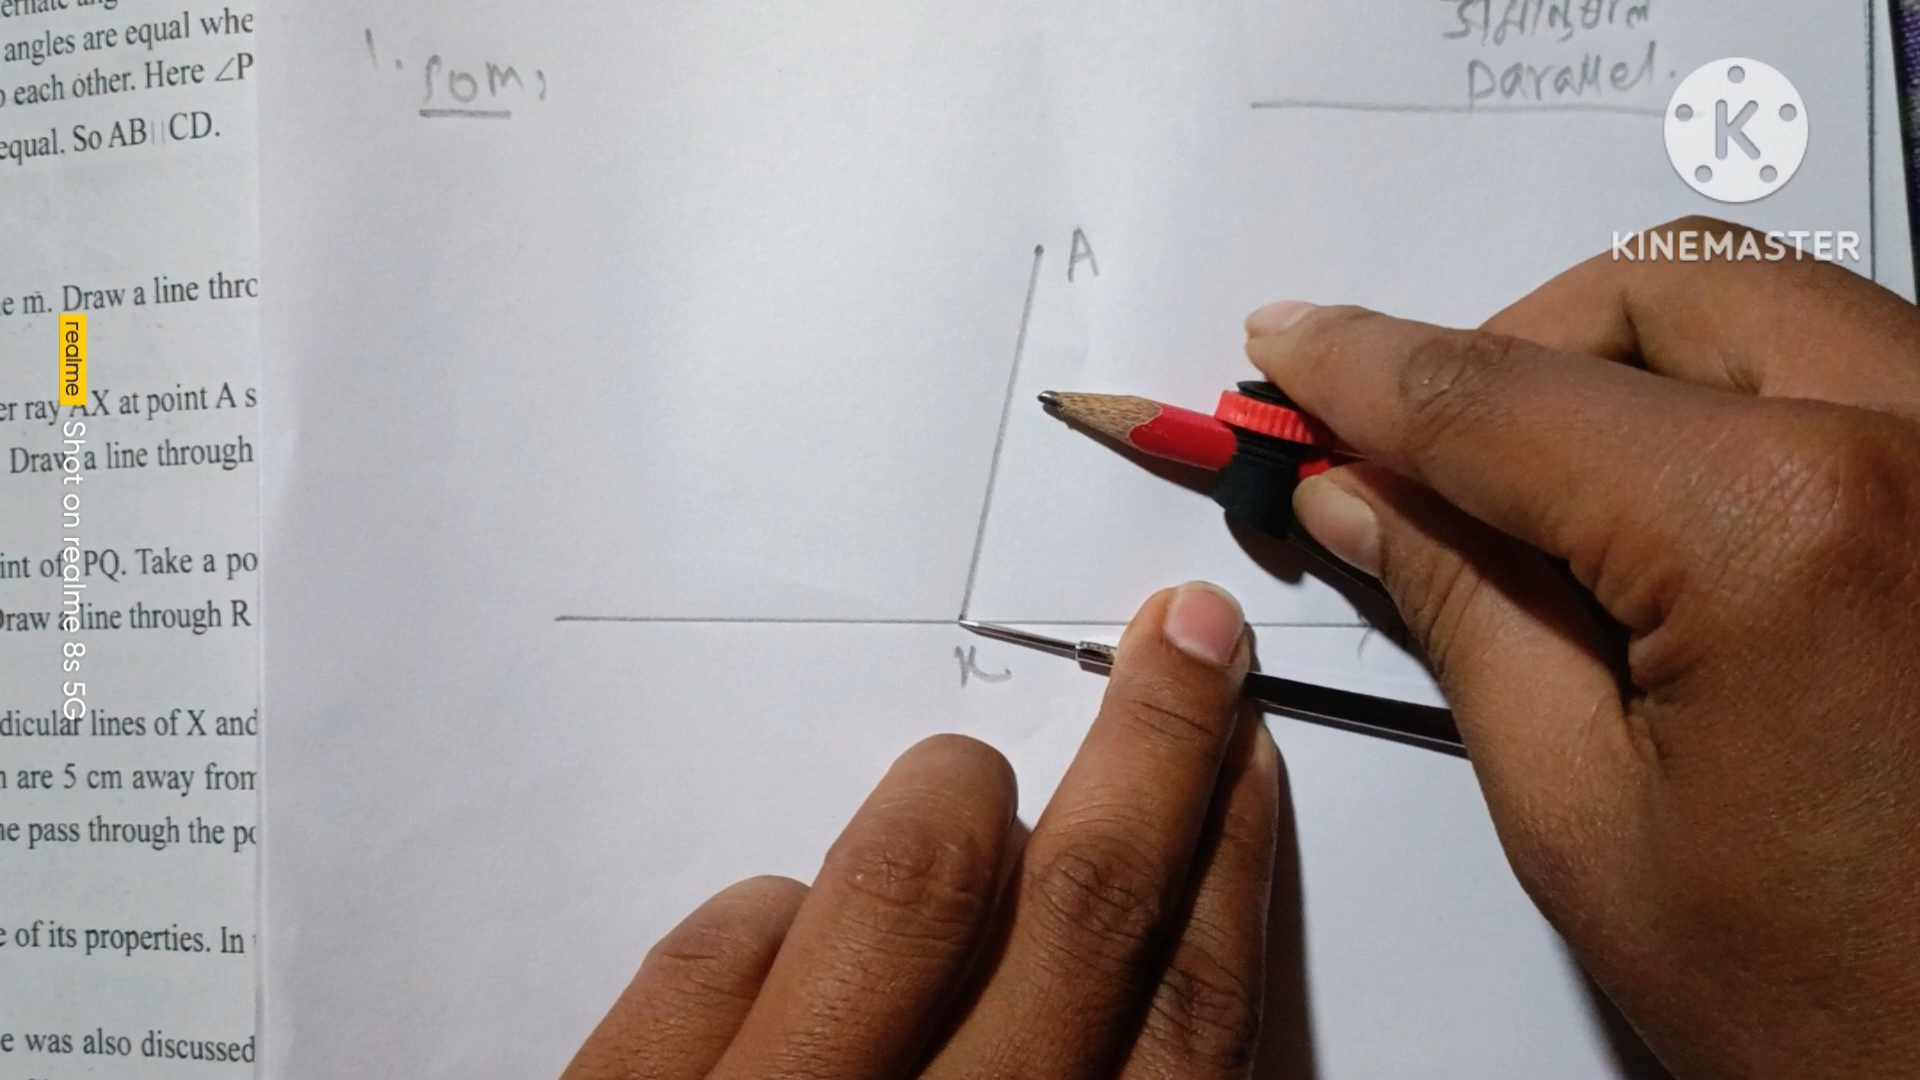 angles are equal whe
each other. Here ∠P
equal. So AB||CD.
e m. Draw a line thro
er ray AX at point A s
Draw a line through
int of PQ. Take a po
Draw a line through R
dicular lines of X and
are 5 cm away from
ne pass through the po
e of its properties. In
e was also discussed
1. som,
Parallel.
A
K
KINEMASTER
realme Shot on realme 8s 5G